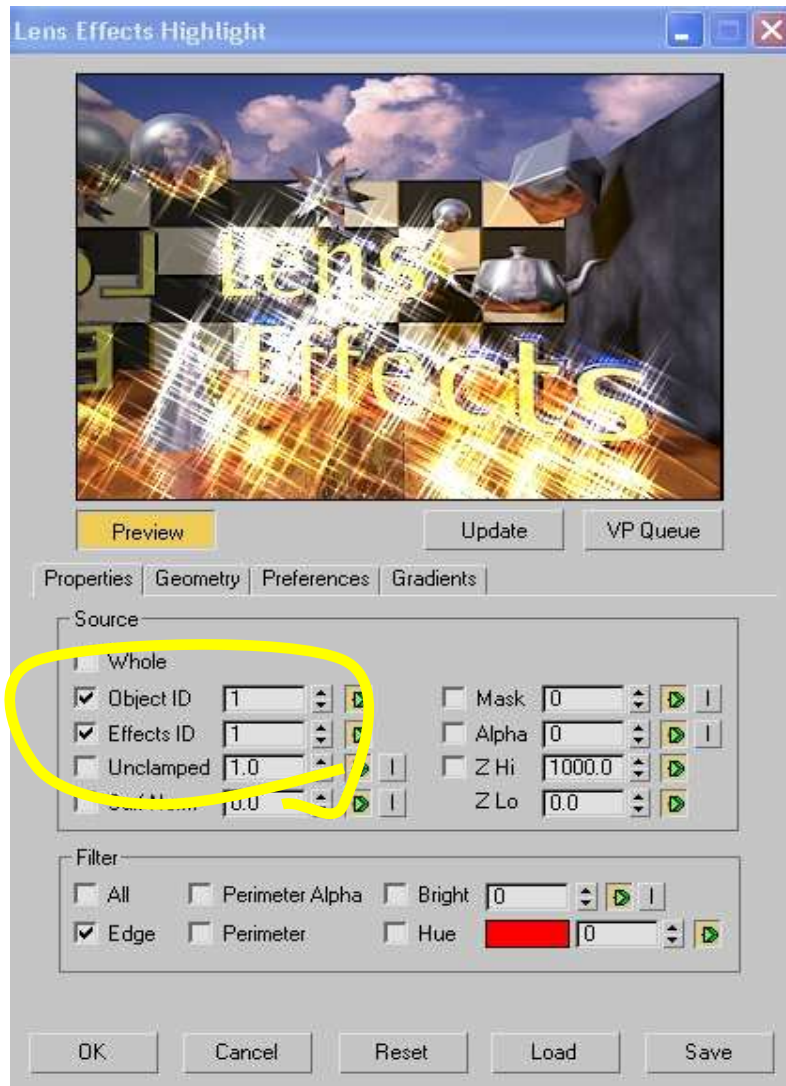 Lens Effects Highlight
Lens
Effects
Preview
Update
VP Queue
Properties
Geometry
Preferences
Gradients
Source
Whole
Object ID 1
Mask 0
Effects ID 1
Alpha 0
I
Unclamped 1.0
I
Z Hi 1000.0
0.0
I
Z Lo 0.0
Filter
All
Perimeter Alpha
Bright 0
I
Edge
Perimeter
Hue
0
OK
Cancel
Reset
Load
Save